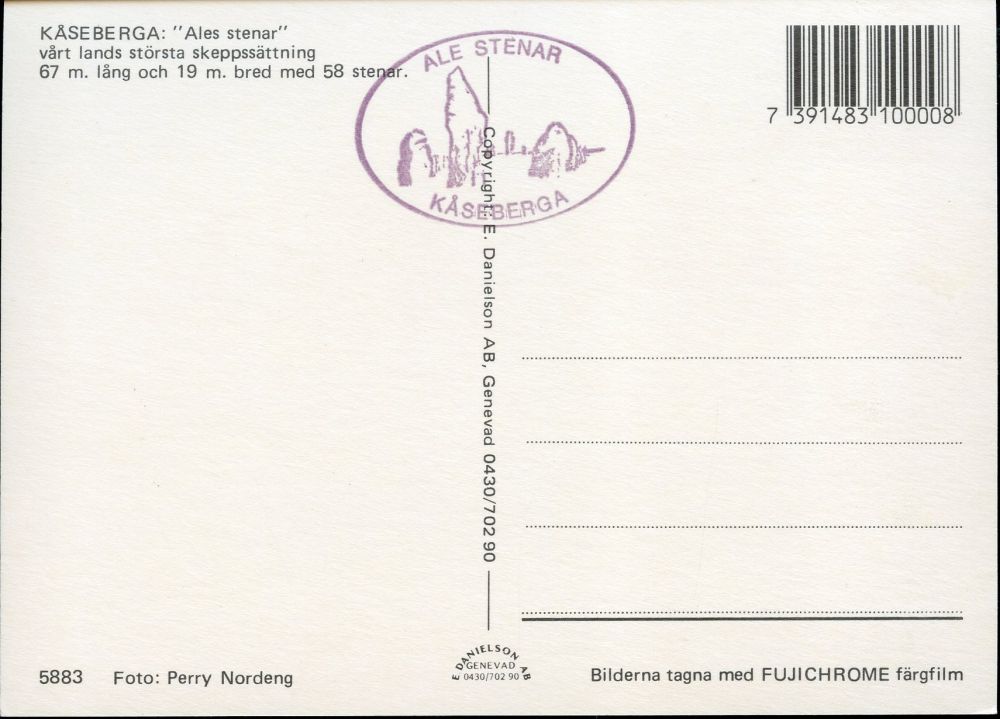 KÅSEBERGA: "Ales stenar"
vårt lands största skeppssättning
67 m. lång och 19 m. bred med 58 stenar.
ALE STENAR
KÅSEBERGA
7 391483 100008
Copyright: E. Danielson AB, Genevad 0430/702 90
5883 Foto: Perry Nordeng
E DANIELSON AB
GENEVAD
0430/702 90
Bilderna tagna med FUJICHROME färgfilm